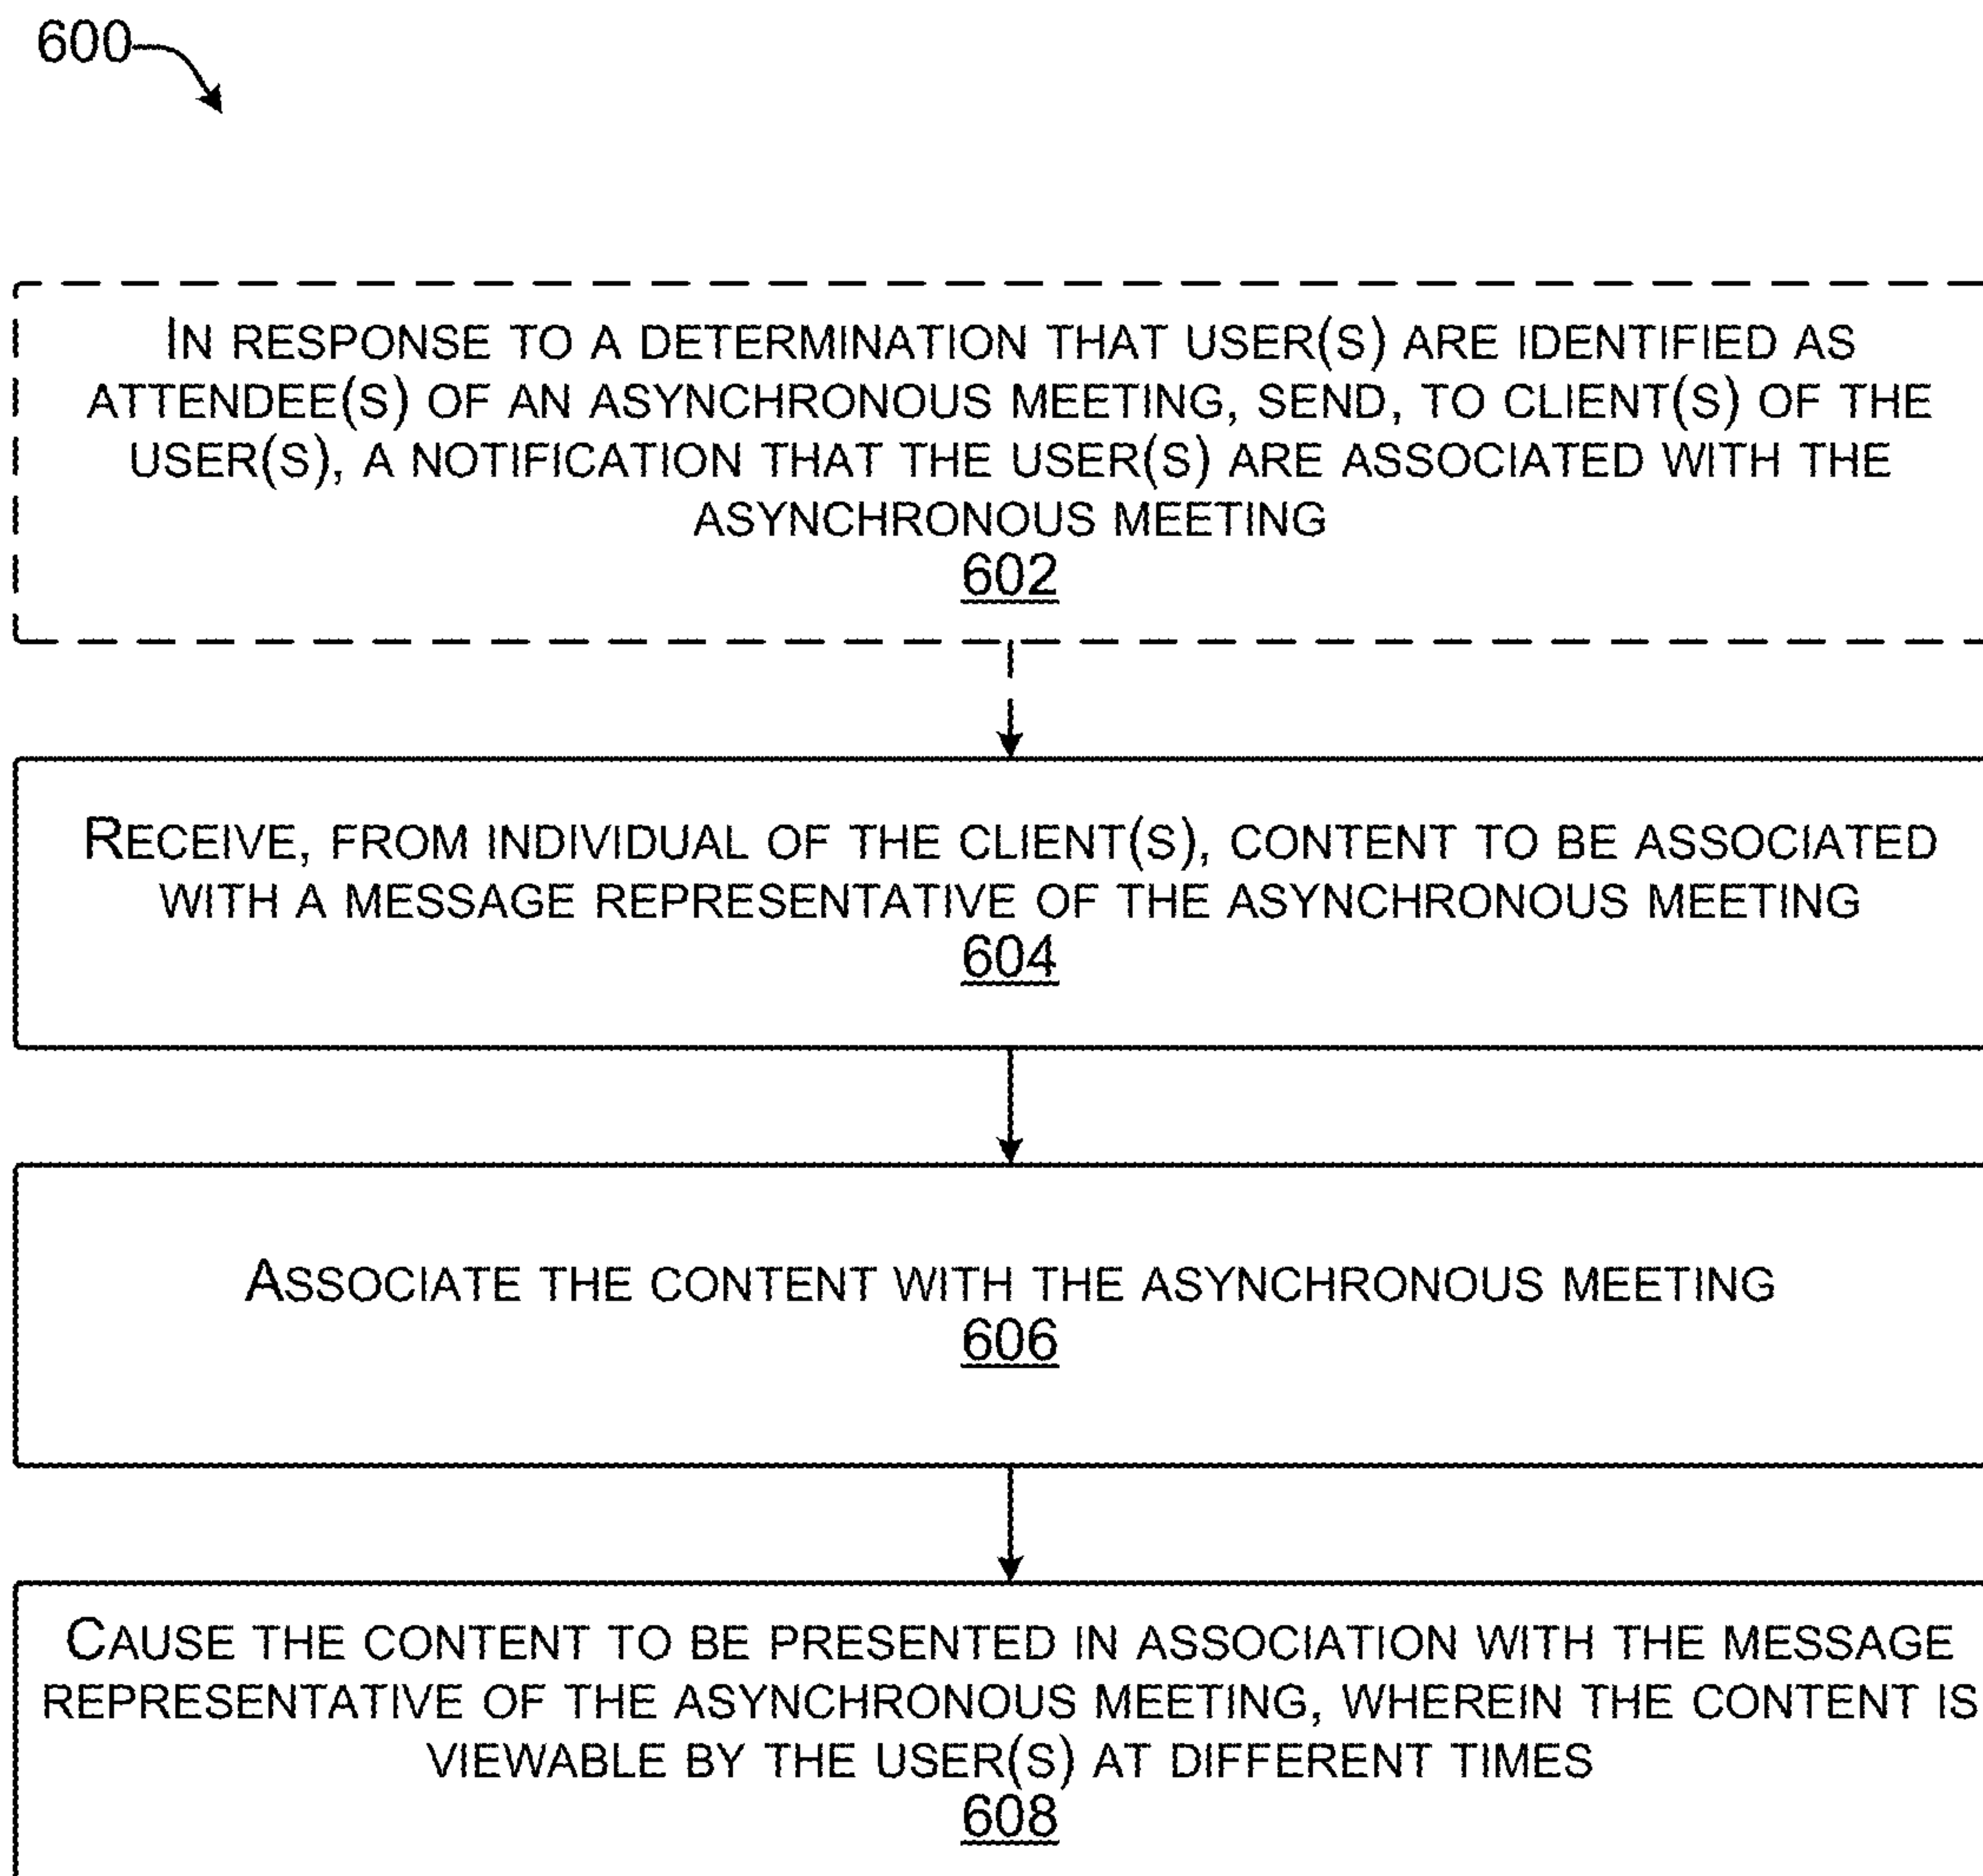 600
IN RESPONSE TO A DETERMINATION THAT USER(S) ARE IDENTIFIED AS
ATTENDEE(S) OF AN ASYNCHRONOUS MEETING, SEND, TO CLIENT(S) OF THE
USER(S), A NOTIFICATION THAT THE USER(S) ARE ASSOCIATED WITH THE
ASYNCHRONOUS MEETING
602
RECEIVE, FROM INDIVIDUAL OF THE CLIENT(S), CONTENT TO BE ASSOCIATED
WITH A MESSAGE REPRESENTATIVE OF THE ASYNCHRONOUS MEETING
604
ASSOCIATE THE CONTENT WITH THE ASYNCHRONOUS MEETING
606
CAUSE THE CONTENT TO BE PRESENTED IN ASSOCIATION WITH THE MESSAGE
REPRESENTATIVE OF THE ASYNCHRONOUS MEETING, WHEREIN THE CONTENT IS
VIEWABLE BY THE USER(S) AT DIFFERENT TIMES
608